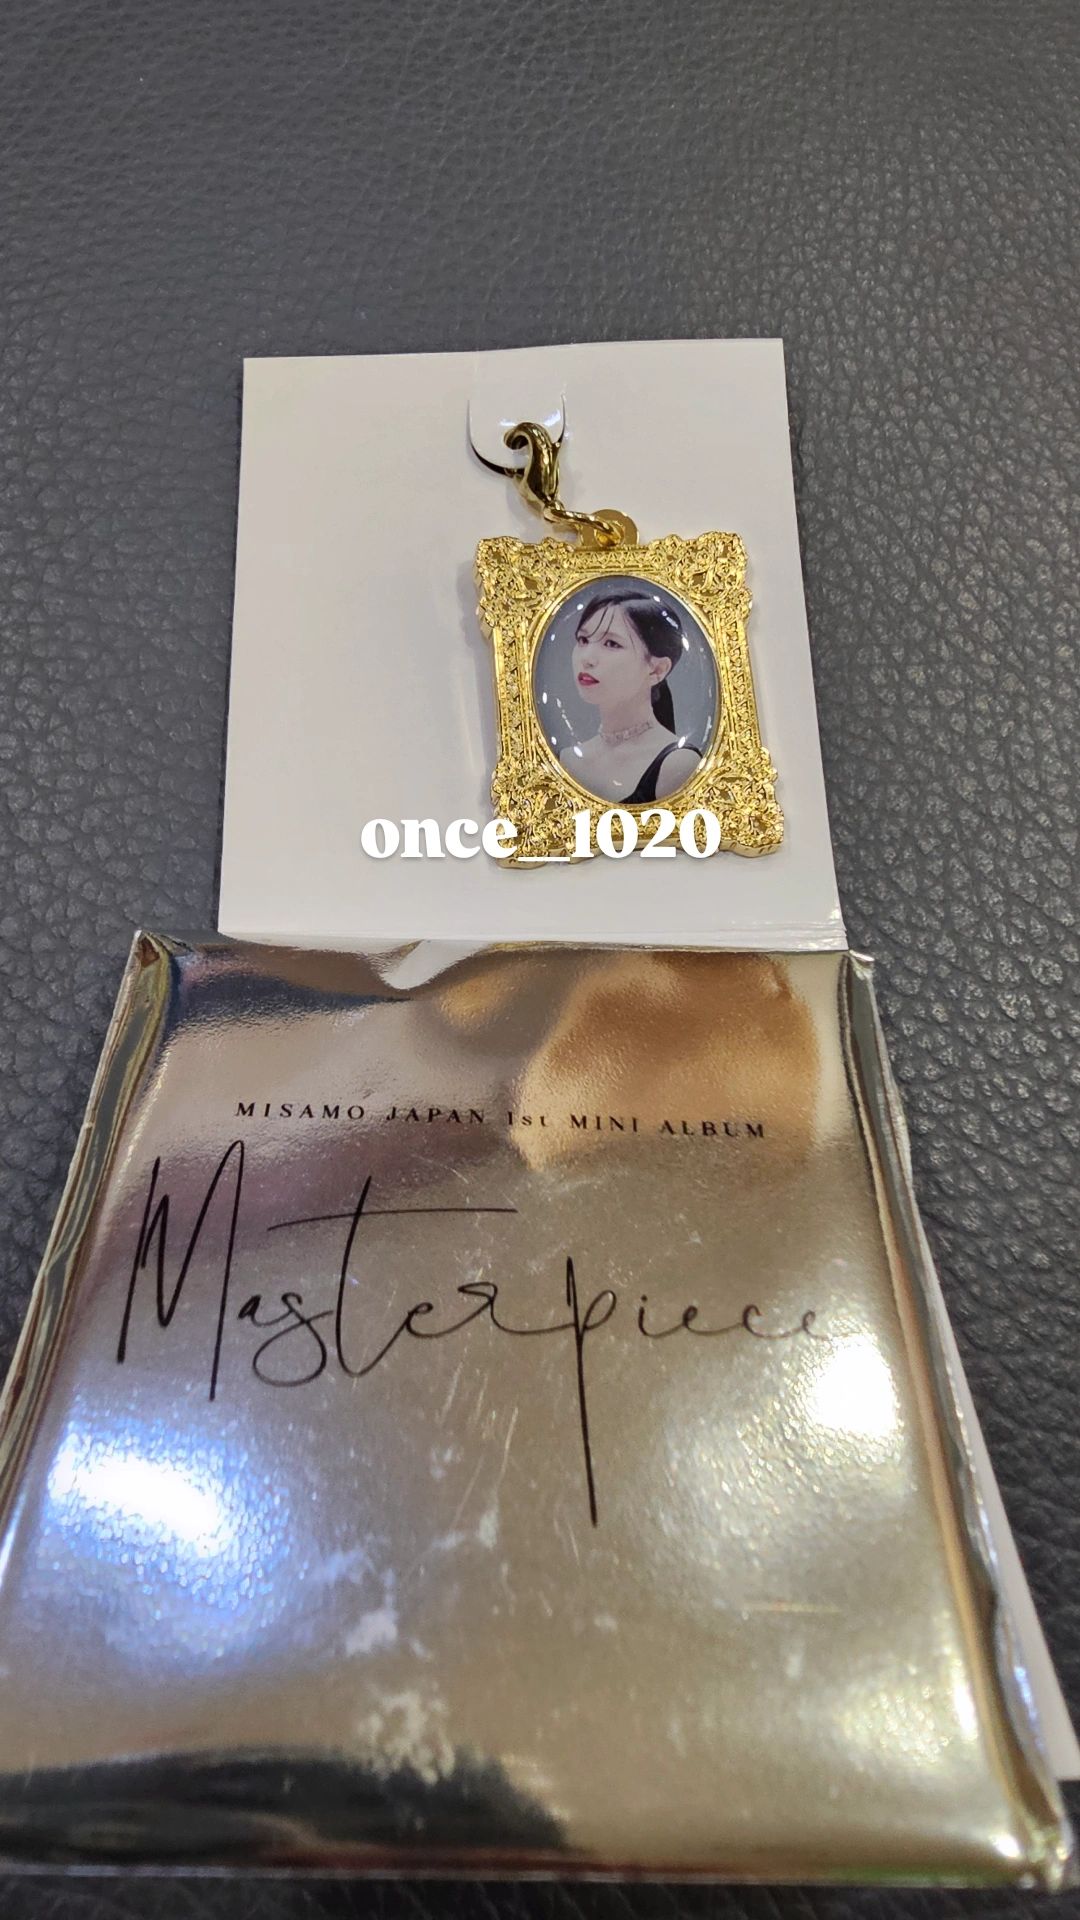 once_1020
MISAMO JAPAN 1st MINI ALBUM
Masterpiece